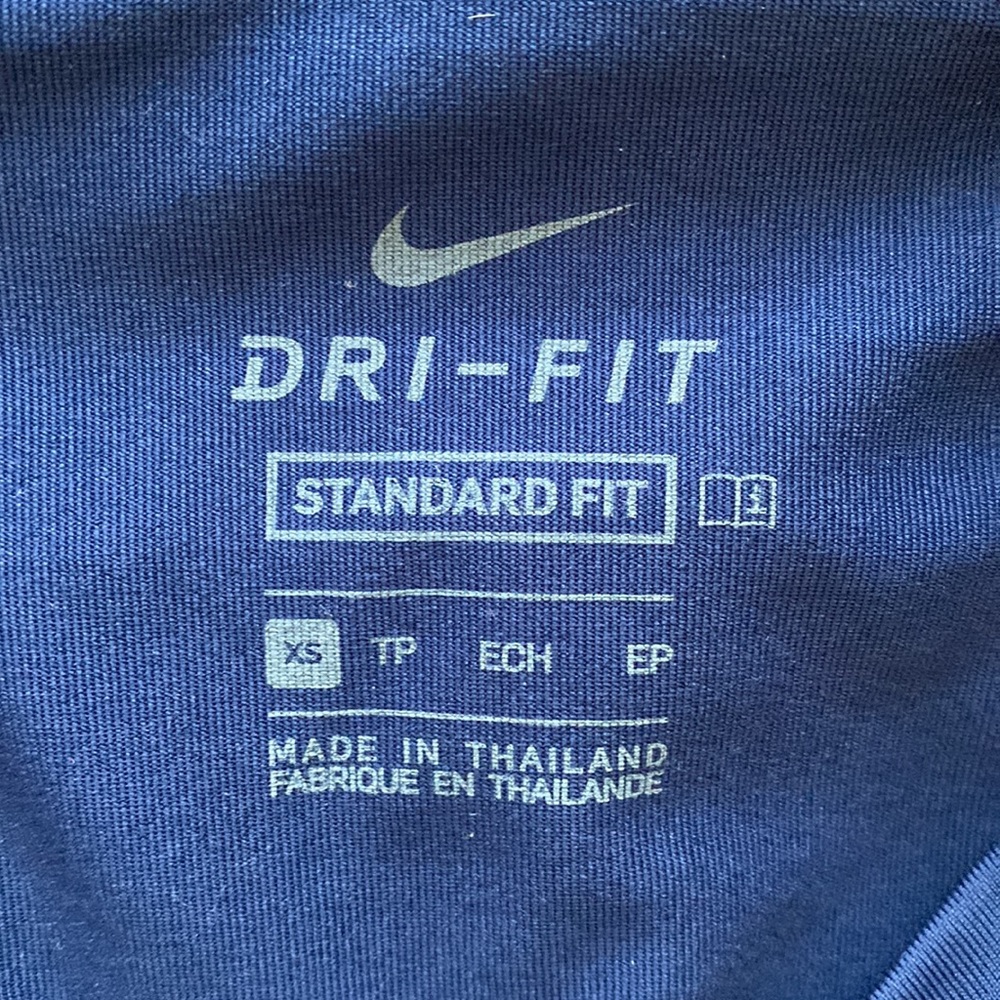 DRI-FIT
STANDARD FIT i
XS TP ECH EP
MADE IN THAILAND
FABRIQUE EN THAILANDE